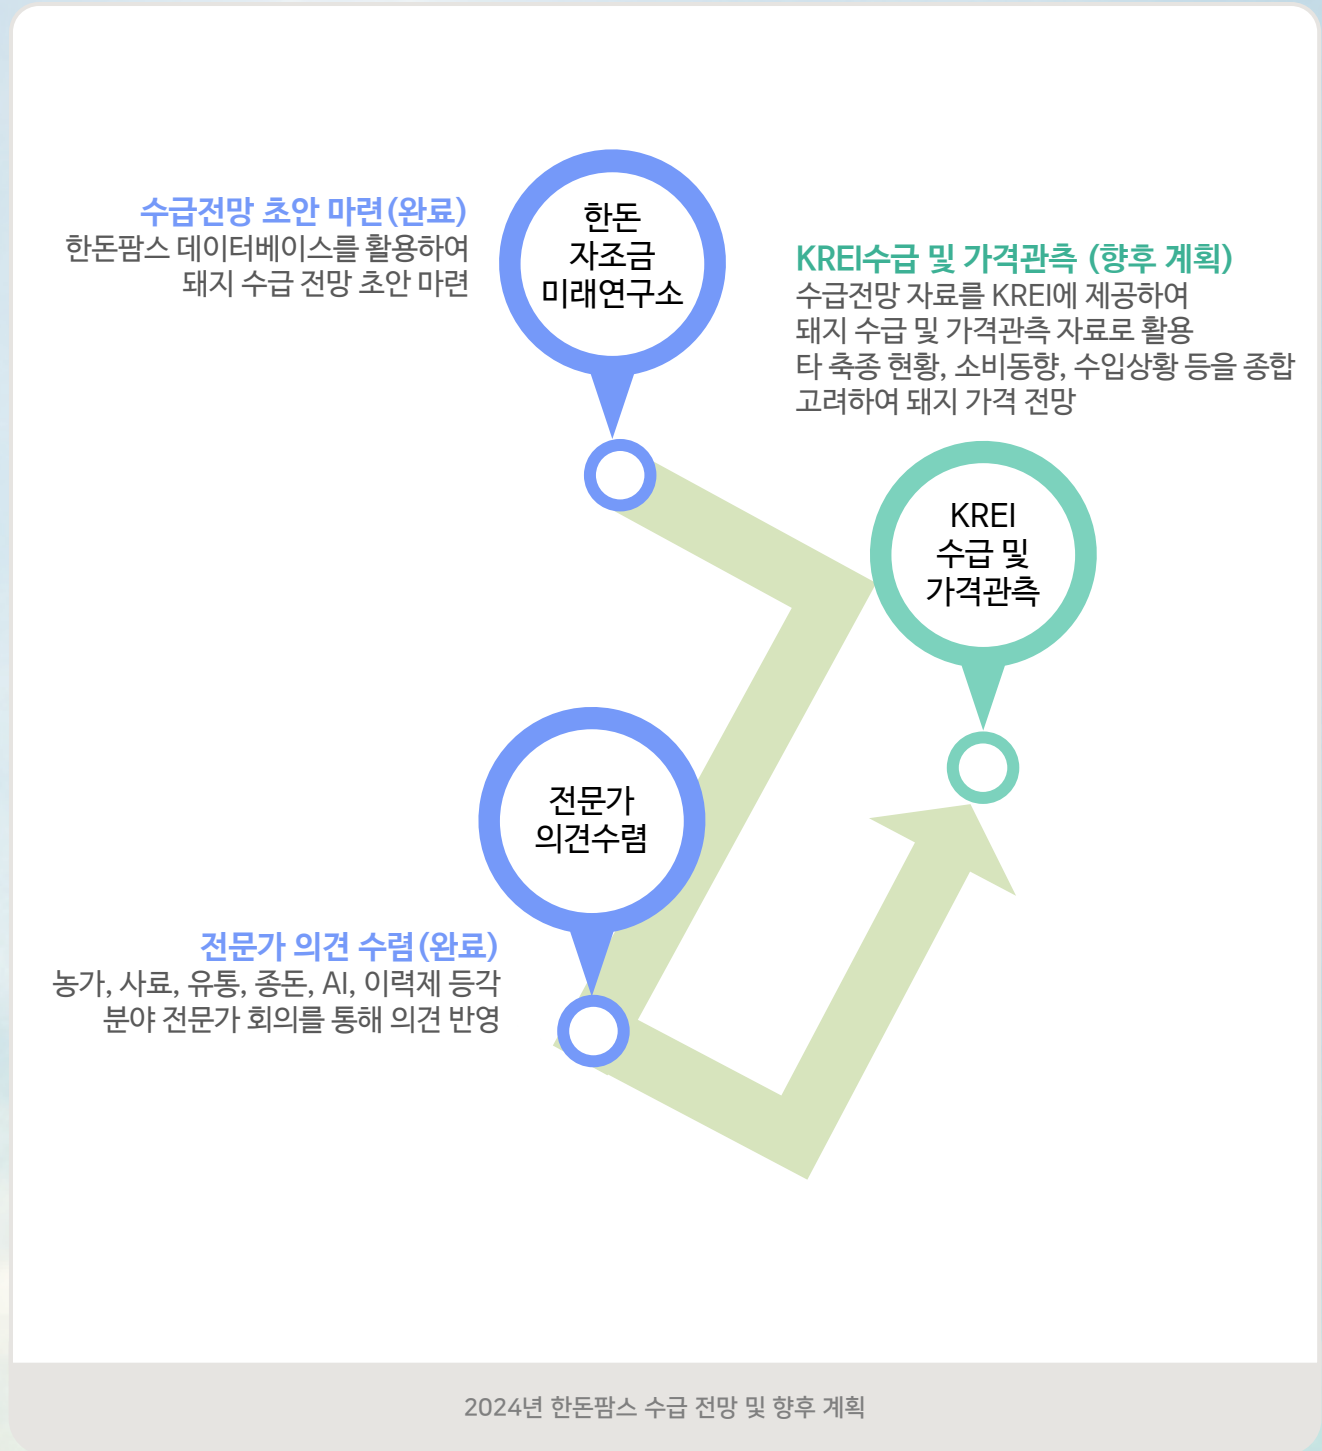 수급전망 초안 마련(완료)
한돈팜스 데이터베이스를 활용하여
돼지 수급 전망 초안 마련
한돈
자조금
미래연구소
KREI수급 및 가격관측 (향후 계획)
수급전망 자료를 KREI에 제공하여
돼지 수급 및 가격관측 자료로 활용
타 축종 현황, 소비동향, 수입상황 등을 종합
고려하여 돼지 가격 전망
KREI
수급 및
가격관측
전문가
의견수렴
전문가 의견 수렴(완료)
농가, 사료, 유통, 종돈, AI, 이력제 등각
분야 전문가 회의를 통해 의견 반영
2024년 한돈팜스 수급 전망 및 향후 계획